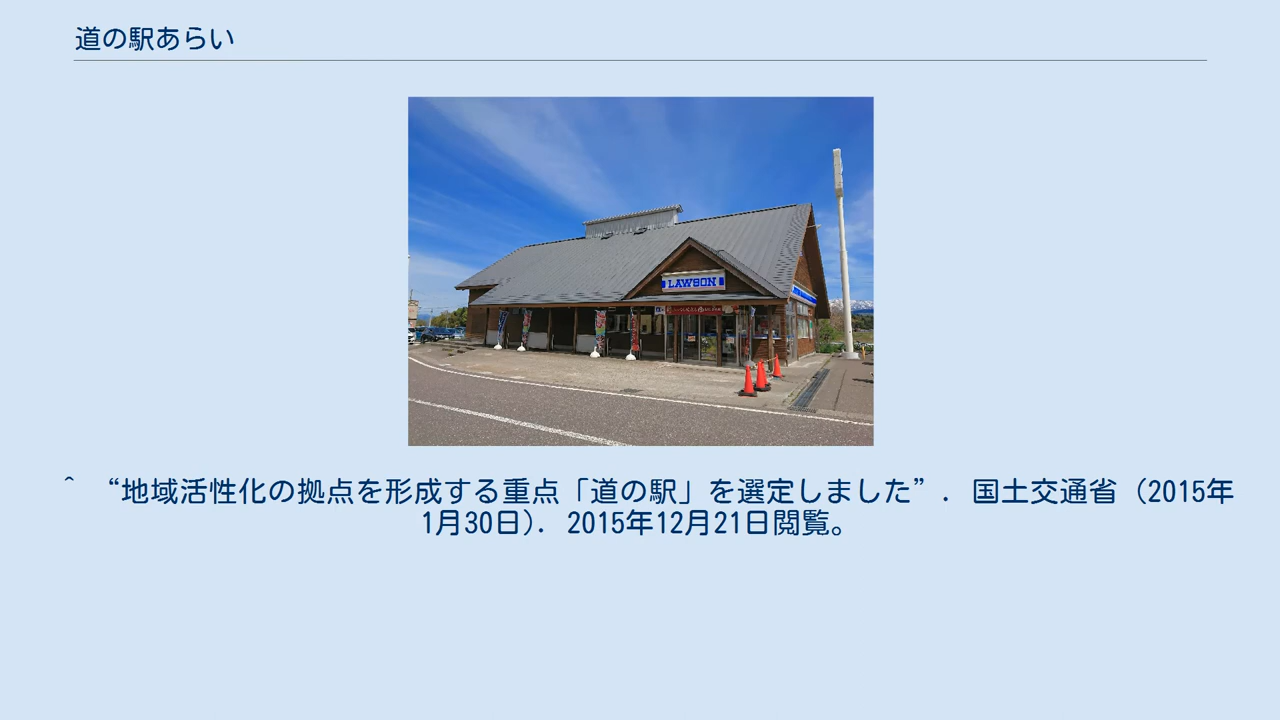 道の駅あらい
LAWSON
^ “地域活性化の拠点を形成する重点「道の駅」を選定しました”. 国土交通省 (2015年
1月30日). 2015年12月21日閲覧。